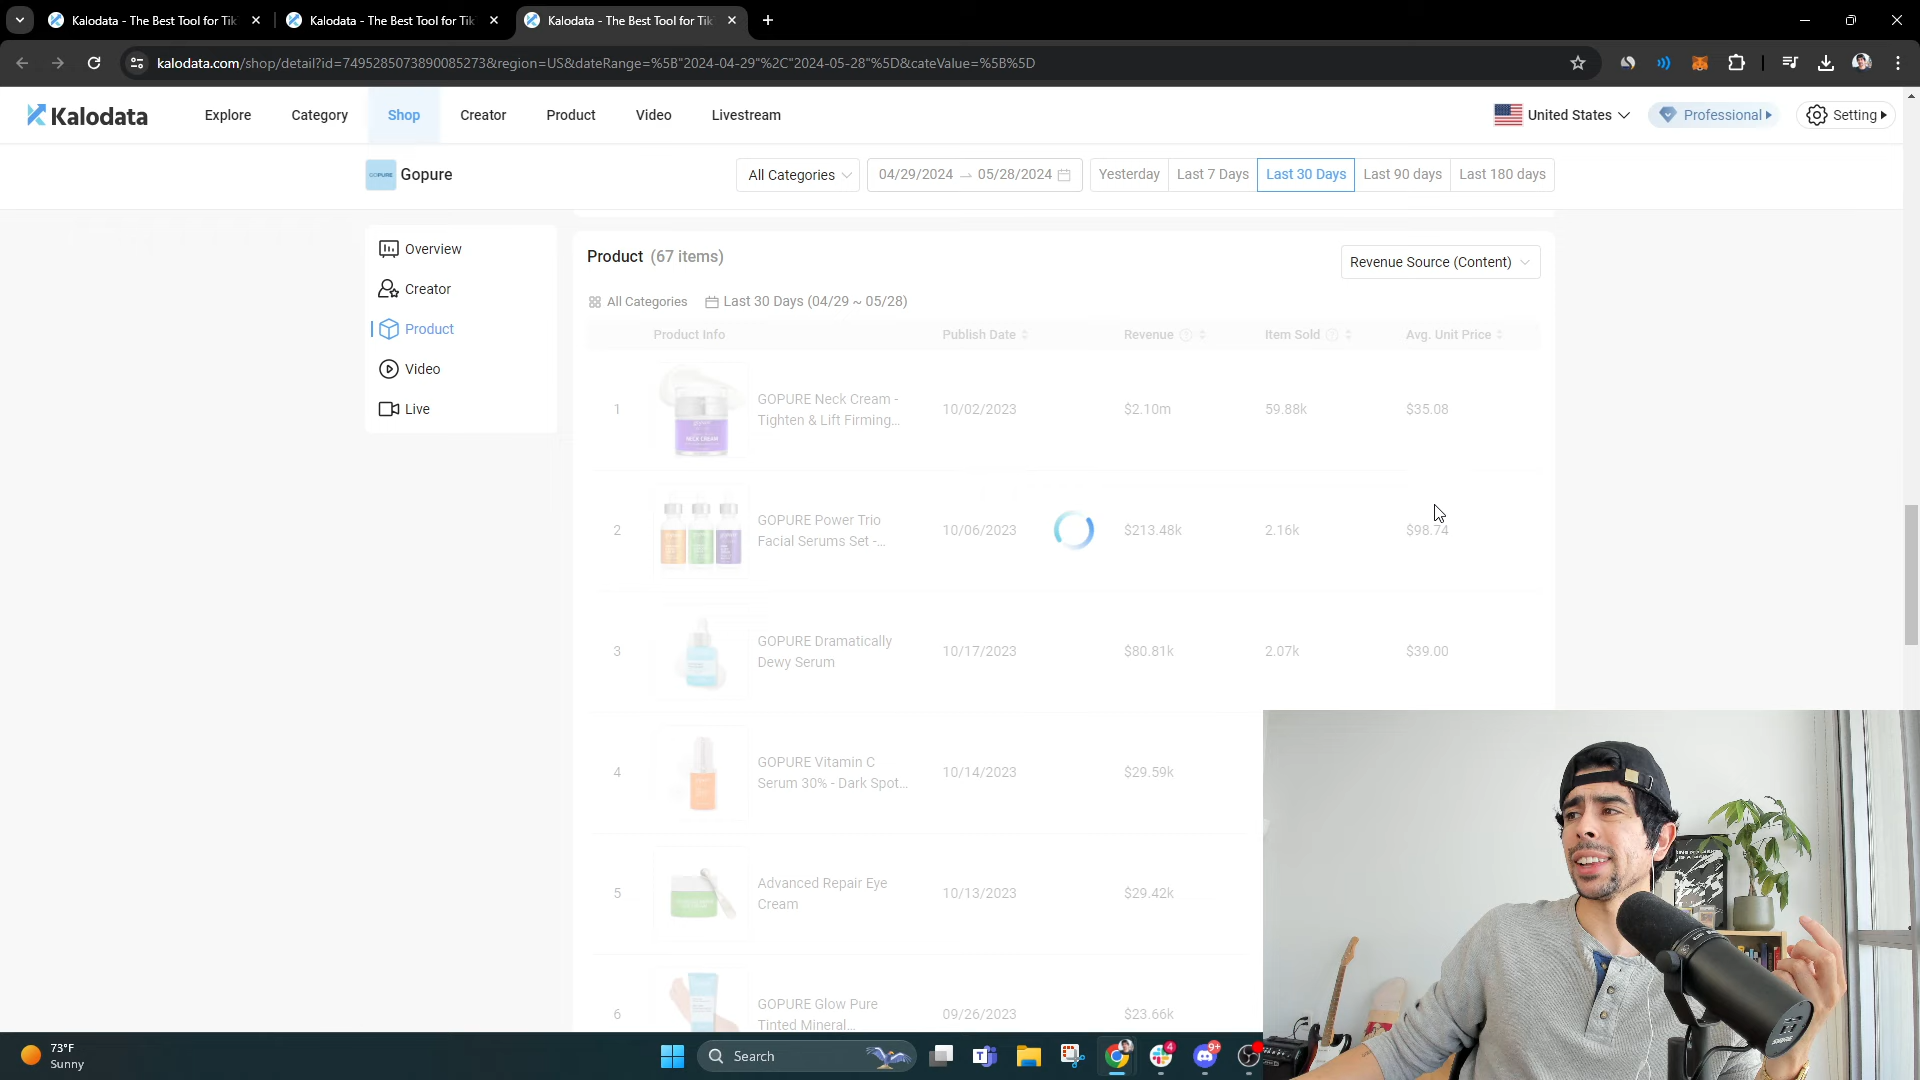 Kalodata - The Best Tool for Tik
Kalodata - The Best Tool for Tik
Kalodata - The Best Tool for Tik
kalodata.com/shop/detail?id=7495285073890085273&region=US&dateRange=%5B"2024-04-29"%2C"2024-05-28"%5D&cateValue=%5B%5D
Kalodata
Explore
Category
Shop
Creator
Product
Video
Livestream
United States
Professional
Setting
GOPURE
Gopure
All Categories
04/29/2024 → 05/28/2024
Yesterday
Last 7 Days
Last 30 Days
Last 90 days
Last 180 days
Overview
Creator
Product
Video
Live
Product (67 items)
Revenue Source (Content)
All Categories
Last 30 Days (04/29 ~ 05/28)
Product Info Publish Date Revenue Item Sold Avg. Unit Price
1 GOPURE Neck Cream - 10/02/2023 $2.10m 59.88k $35.08
Tighten & Lift Firming...
NECK CREAM
2 GOPURE Power Trio 10/06/2023 $213.48k 2.16k $98.74
Facial Serums Set -...
3 GOPURE Dramatically 10/17/2023 $80.81k 2.07k $39.00
Dewy Serum
4 GOPURE Vitamin C 10/14/2023 $29.59k
Serum 30% - Dark Spot...
5 Advanced Repair Eye 10/13/2023 $29.42k
Cream
6 GOPURE Glow Pure 09/26/2023 $23.66k
Tinted Mineral...
73°F
Sunny
Search
4
9+
SHURE